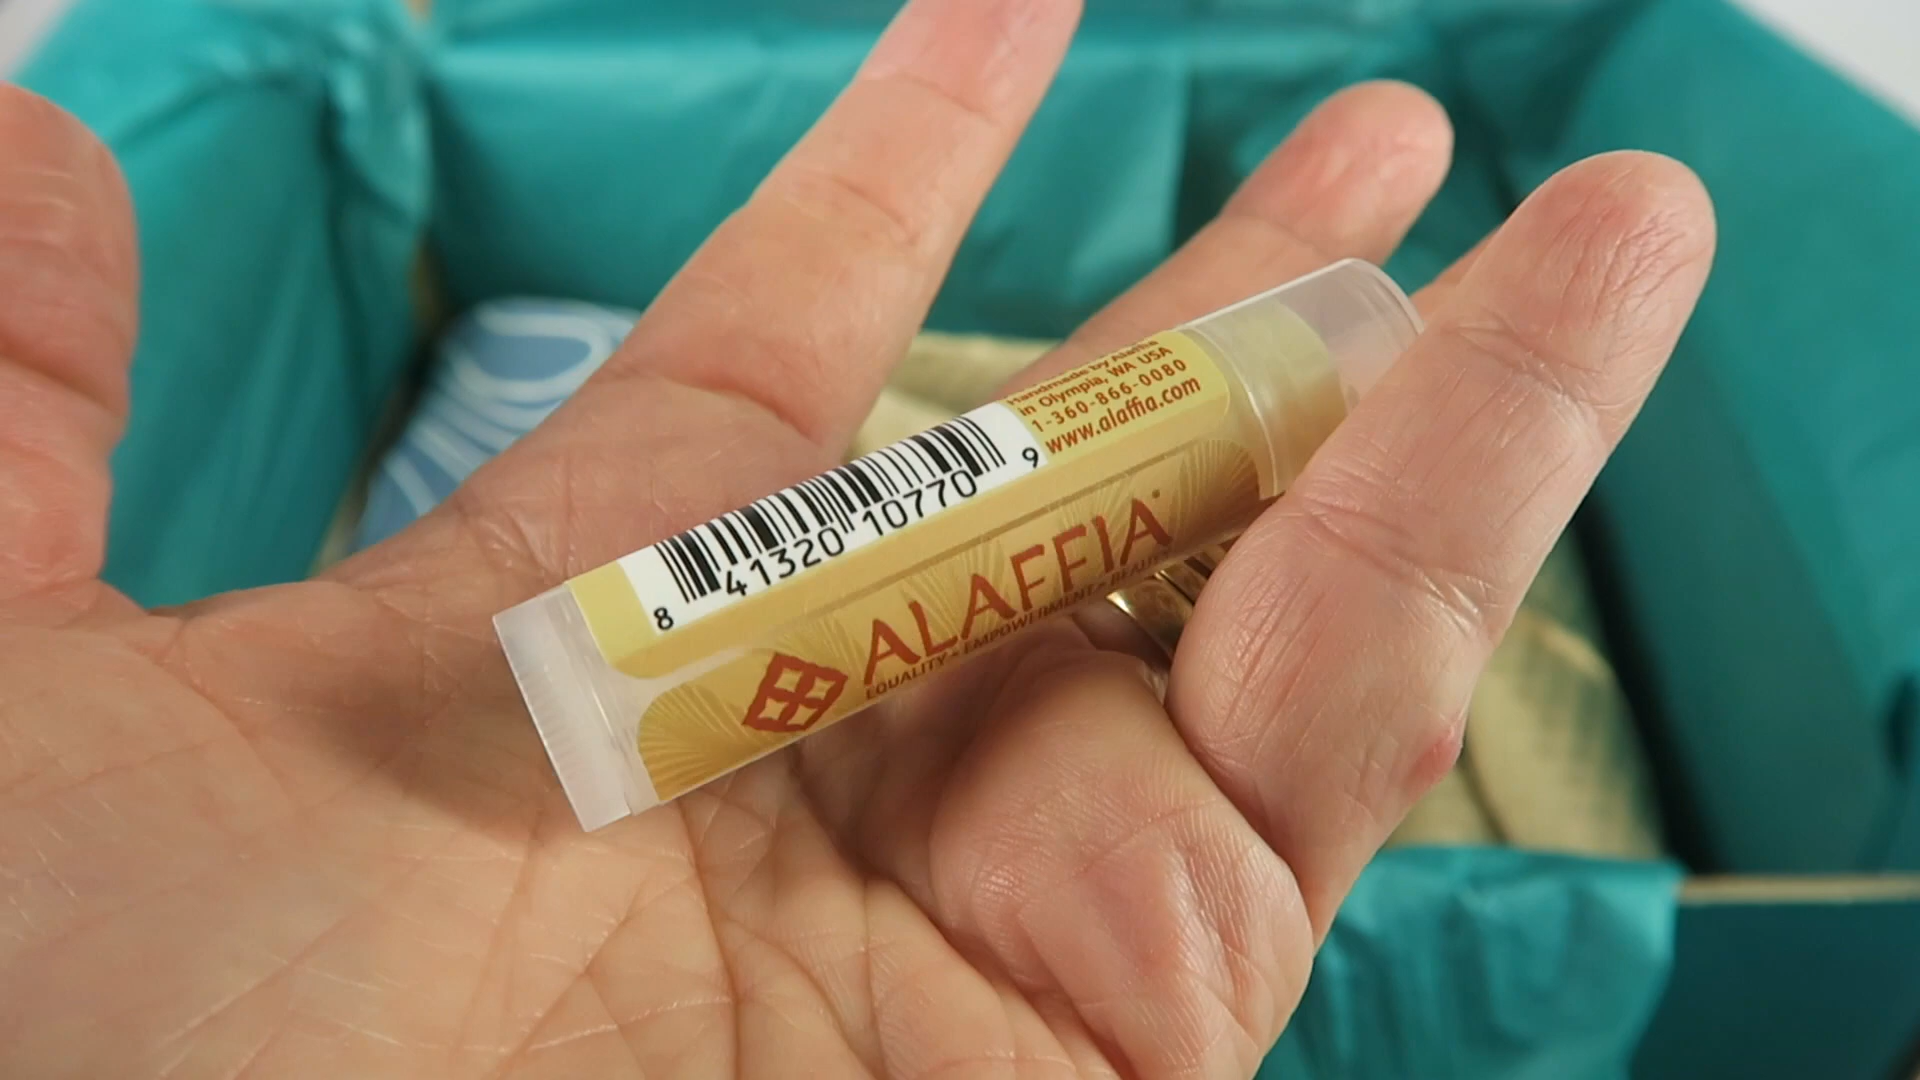 Handmade by Alaffia
in Olympia, WA USA
1-360-866-0080
www.alaffia.com
8 41320 10770 9
ALAFFIA
EQUALITY • EMPOWERMENT • BEAUTY